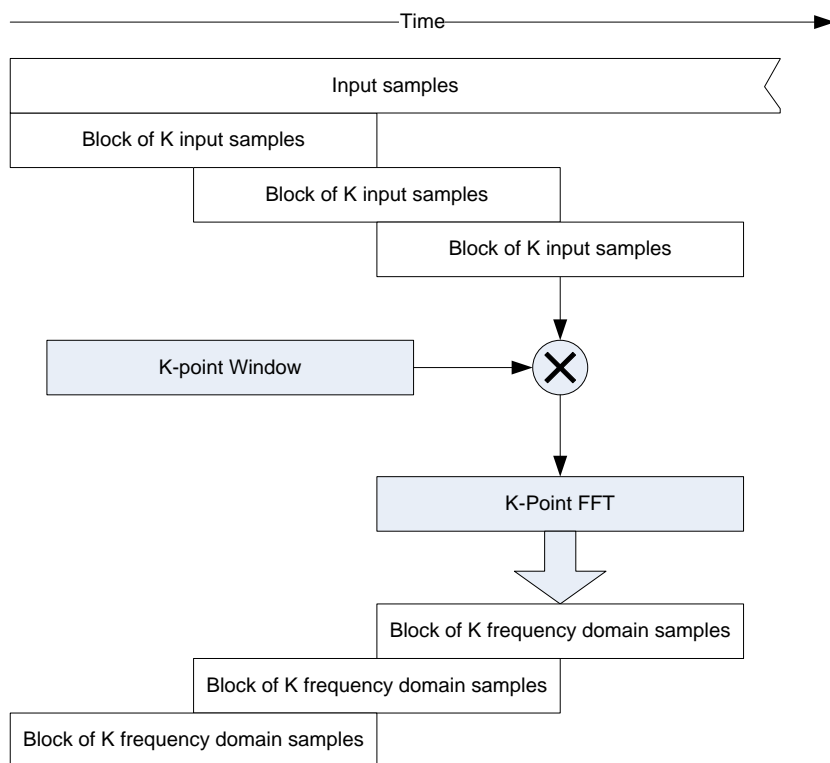 Time
Input samples
Block of K input samples
Block of K input samples
Block of K input samples
K-point Window
K-Point FFT
Block of K frequency domain samples
Block of K frequency domain samples
Block of K frequency domain samples